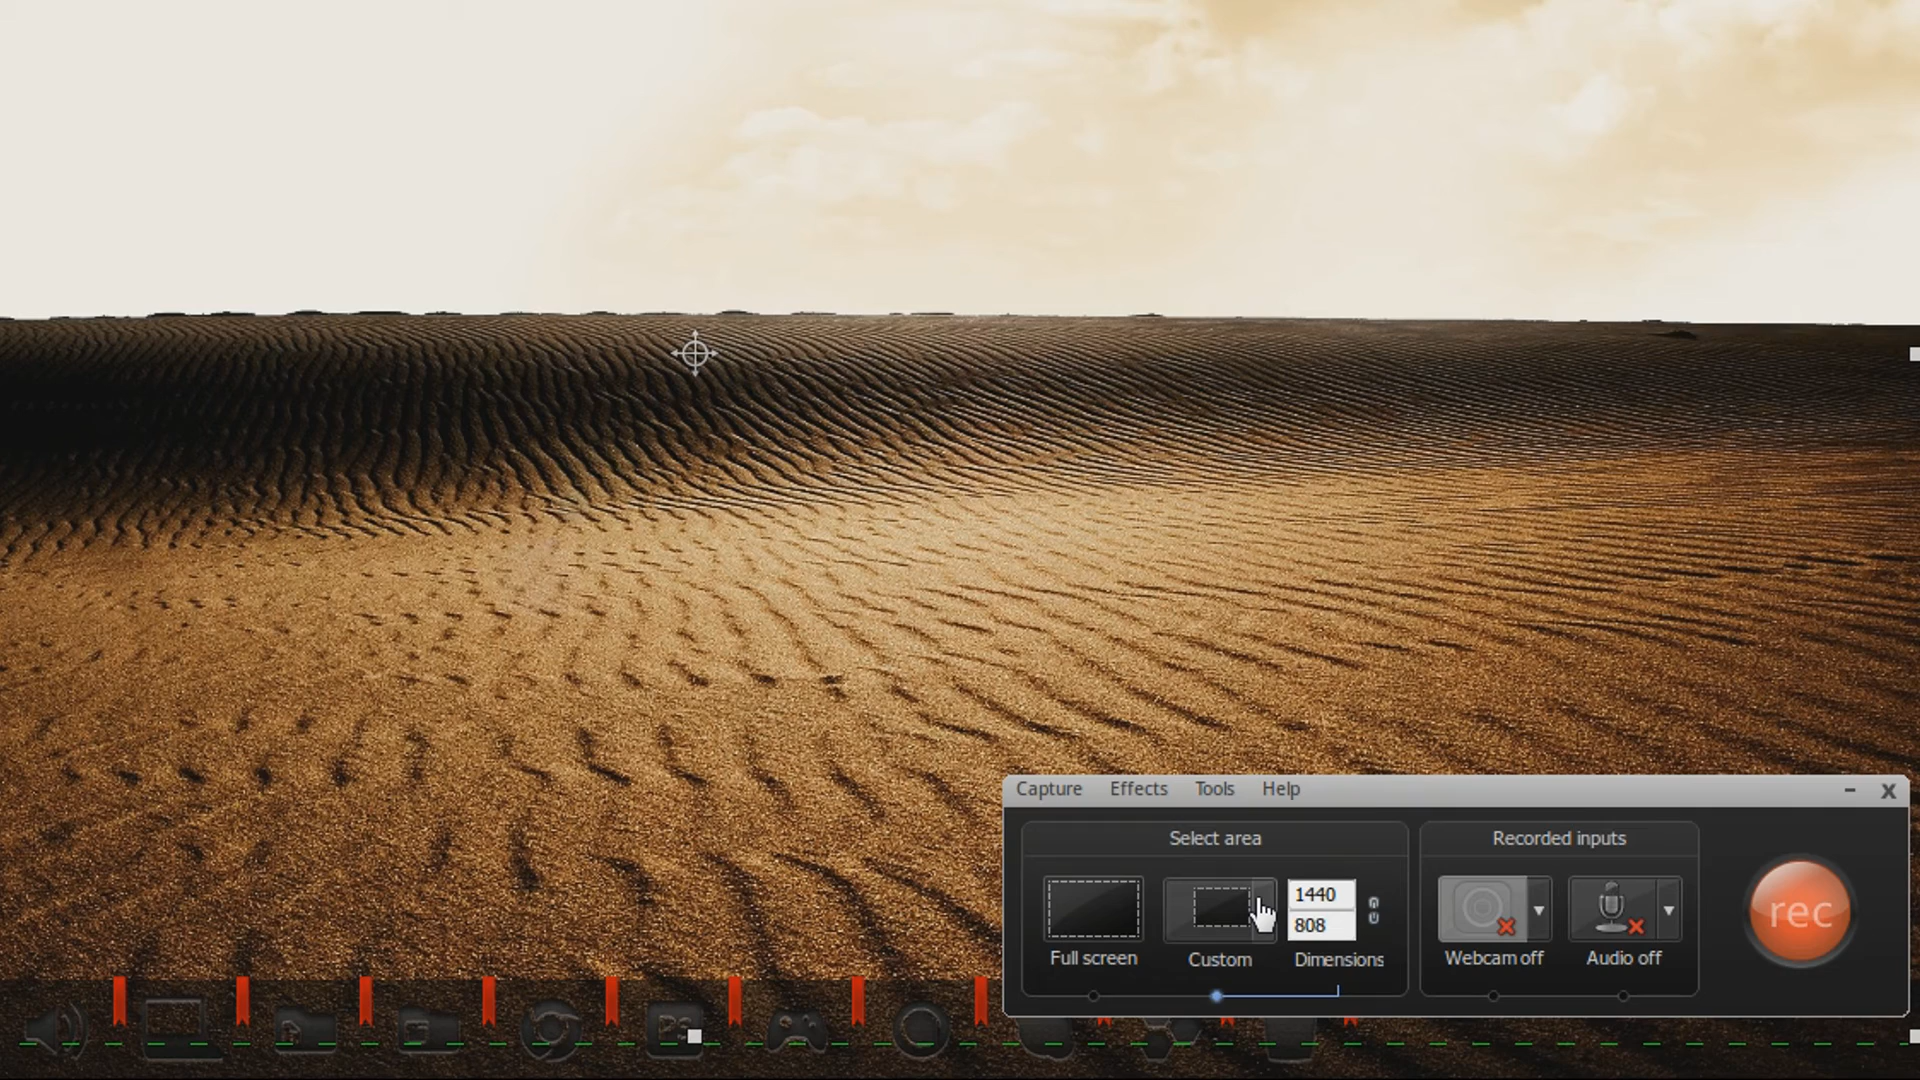 Capture Effects Tools Help
Select area
Recorded inputs
1440
808
rec
Full screen
Custom
Dimensions
Webcam off
Audio off
PS